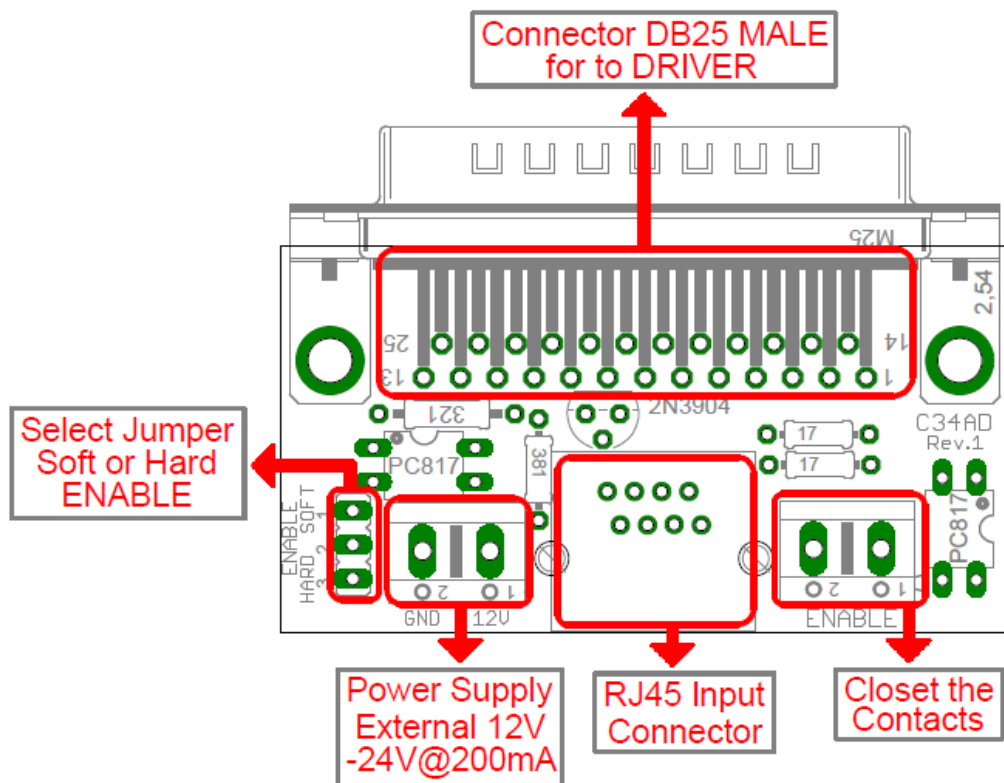 Connector DB25 MALE
for to DRIVER
M25
2,54
25
14
13
1
321
2N3904
C34AD
Rev.1
Select Jumper
Soft or Hard
ENABLE
PC817
381
17
17
PC817
ENABLE
HARD SOFT
1
2
3
2 1
2 1
GND 12V
ENABLE
Power Supply
External 12V
-24V@200mA
RJ45 Input
Connector
Closet the
Contacts